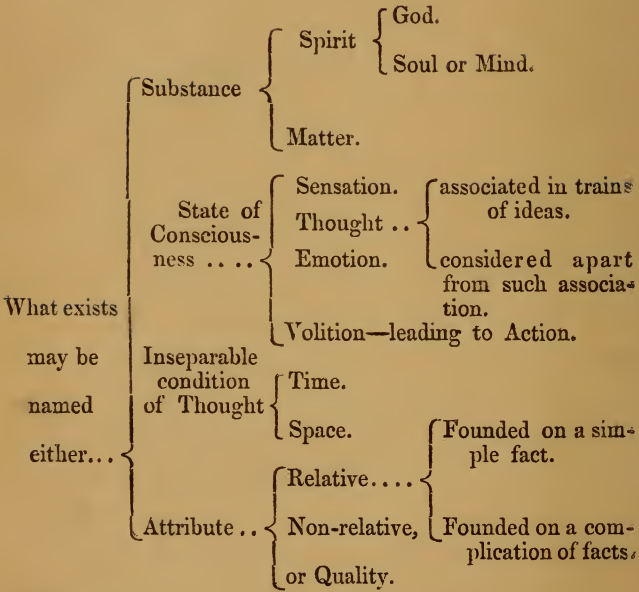 God.
Spirit
Soul or Mind.
Substance
Matter.
Sensation.
associated in trains
of ideas.
State of
Conscious-
ness ....
Thought ..
Emotion.
considered apart
from such associa-
tion.
Volition—leading to Action.
What exists
may be
named
either...
Inseparable
condition
of Thought
Time.
Space.
Founded on a sim-
ple fact.
Relative....
Attribute ..
Non-relative,
Founded on a com-
plication of facts.
or Quality.